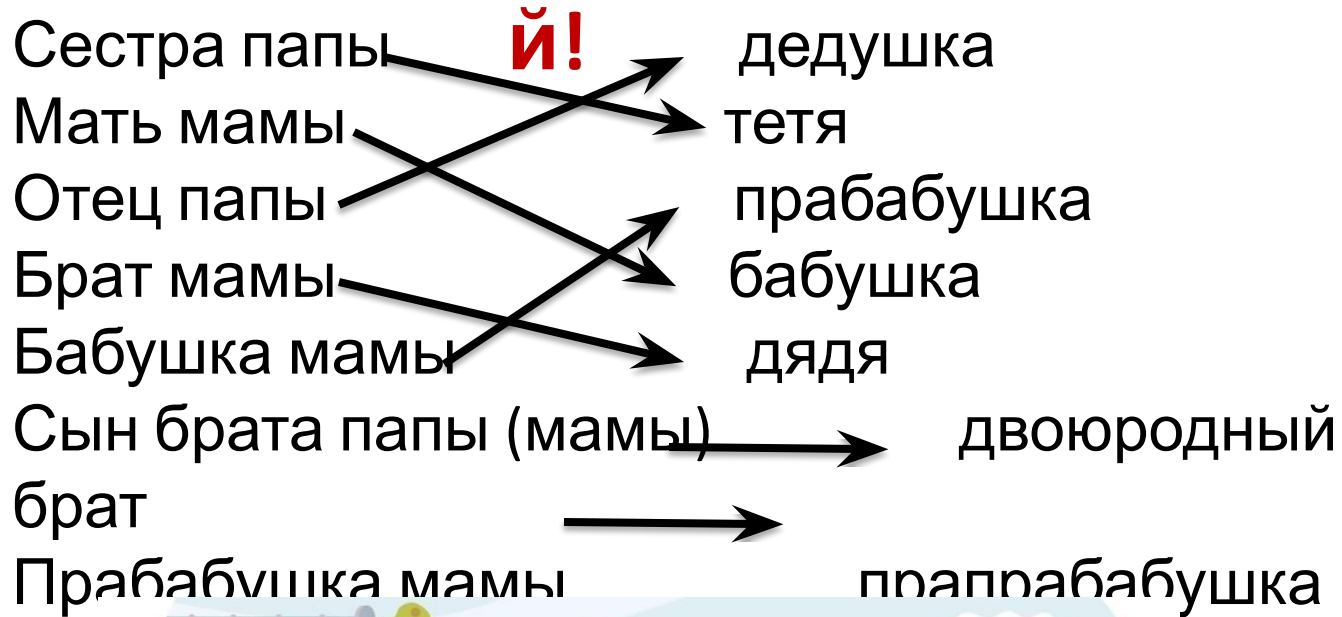 Сестра папы й! дедушка
Мать мамы тетя
Отец папы прабабушка
Брат мамы бабушка
Бабушка мамы дядя
Сын брата папы (мамы) двоюродный
брат
Прабабушка мамы прапрабабушка